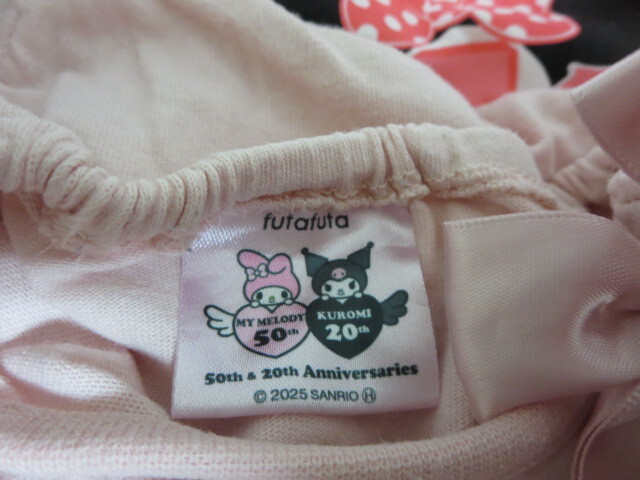 futafuta
MY MELODY KUROMI
50th 20th
50th & 20th Anniversaries
© 2025 SANRIO Ⓗ